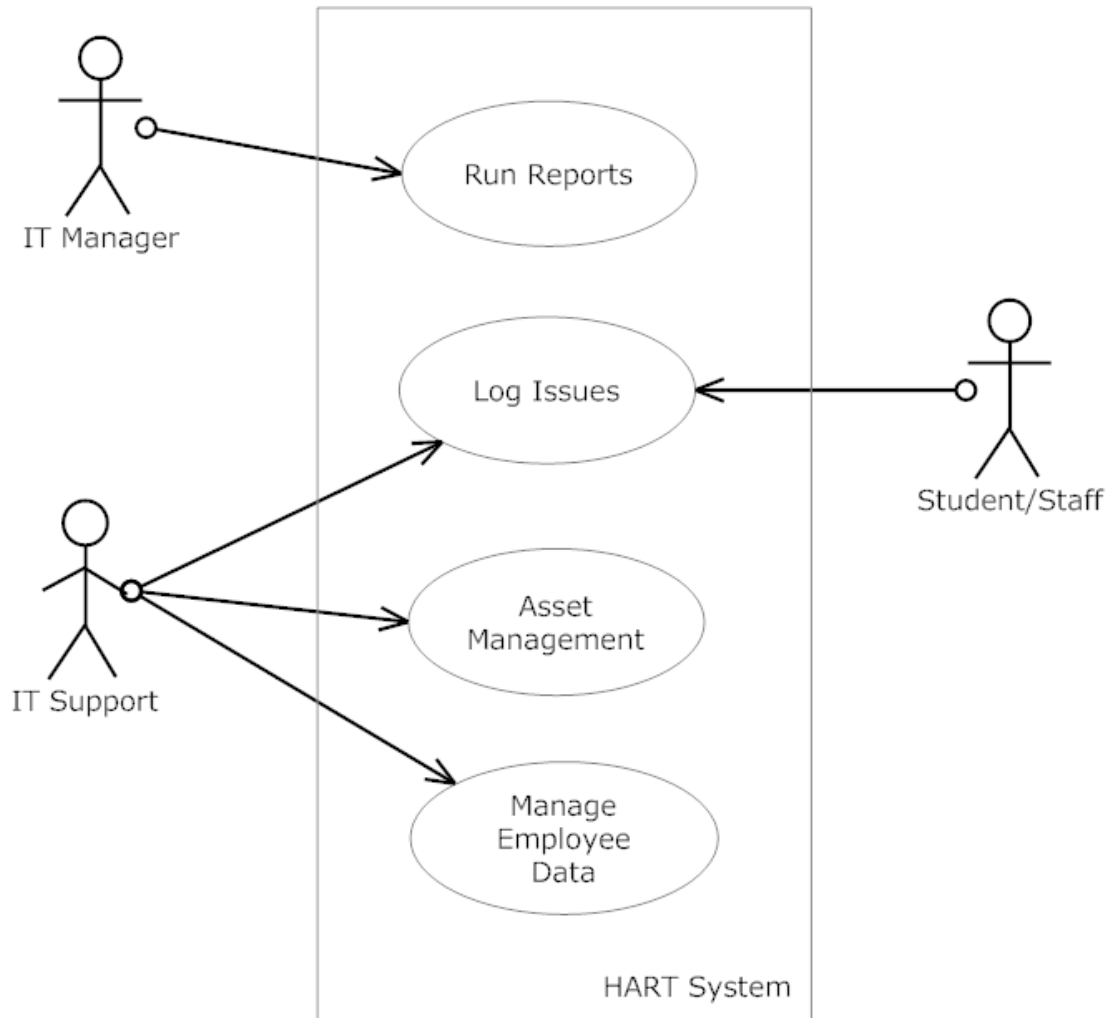 Run Reports
IT Manager
Log Issues
Student/Staff
Asset
Management
IT Support
Manage
Employee
Data
HART System